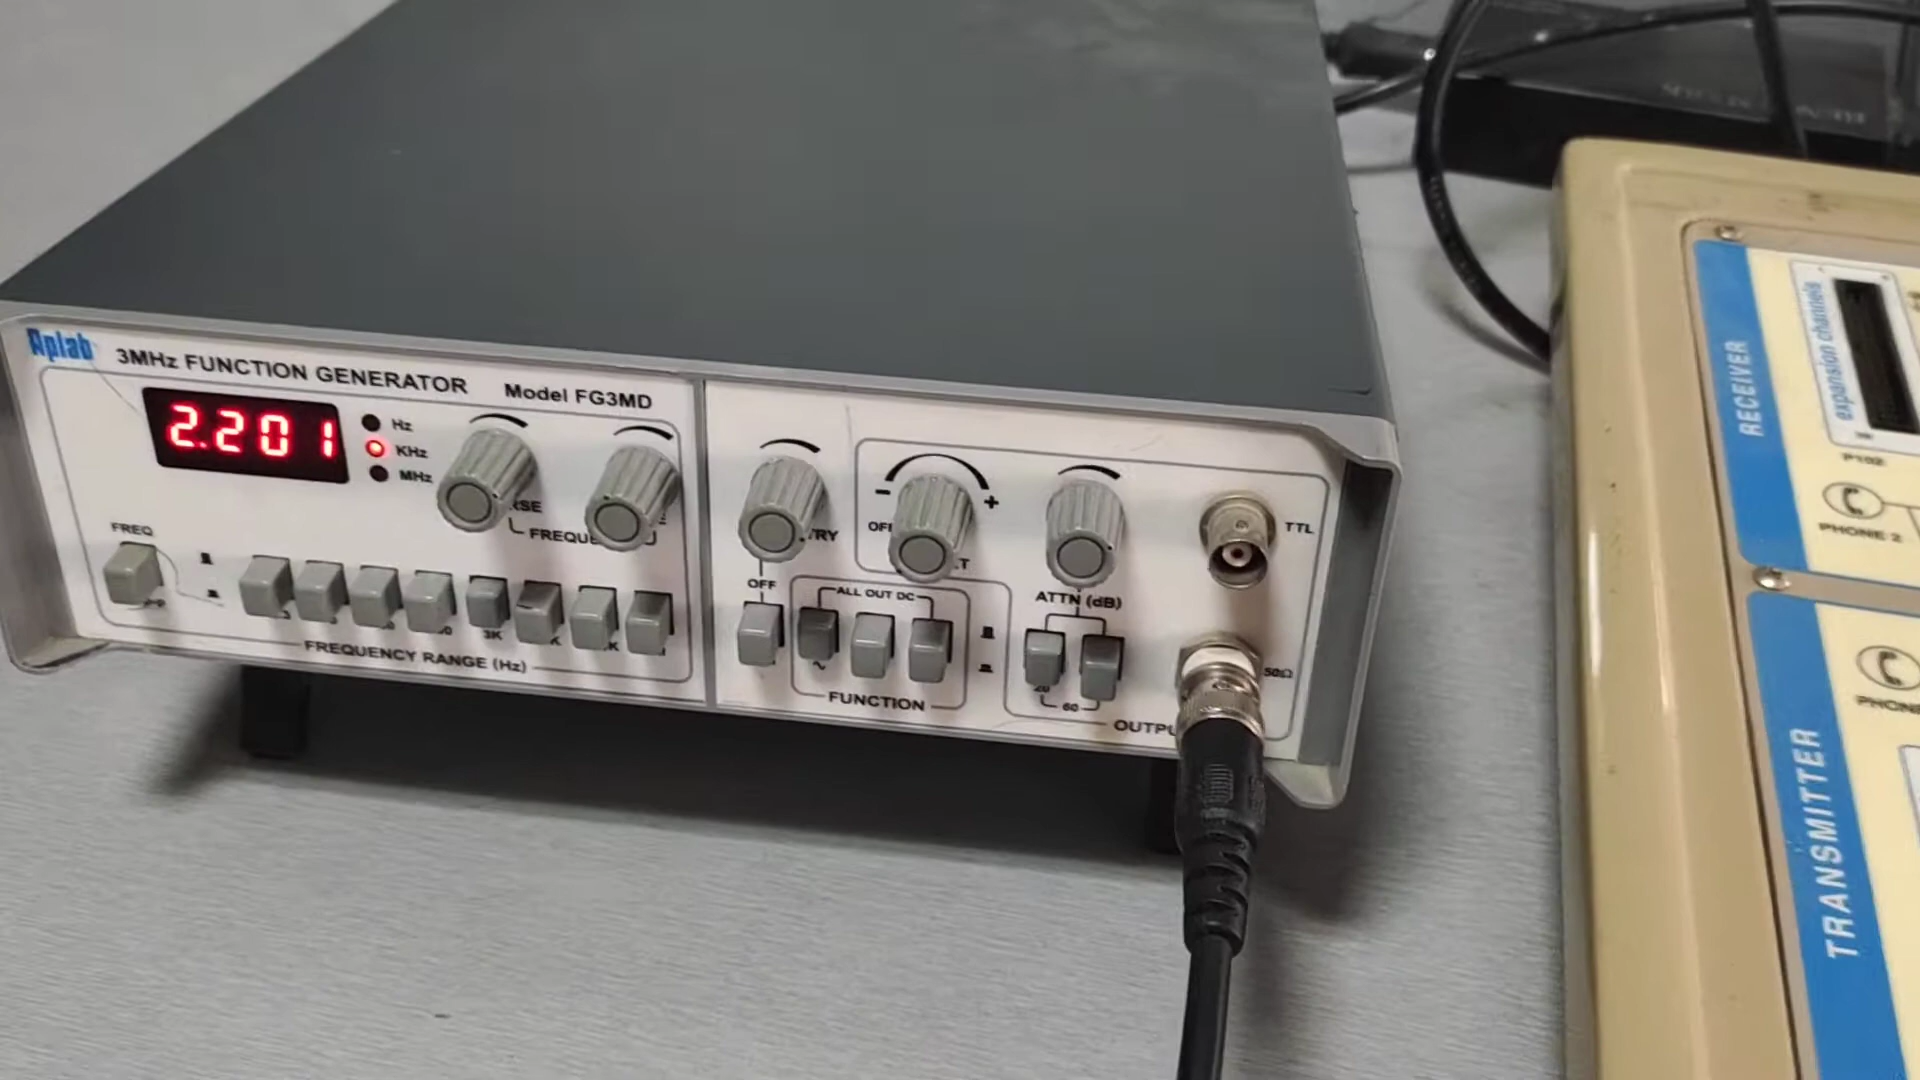 Aplab 3MHz FUNCTION GENERATOR Model FG3MD
2.201
Hz
KHz
MHz
FREQ
3K
FREQUENCY RANGE (Hz)
OFF
- +
ALL OUT DC
FUNCTION
ATTN (dB)
20
60
TTL
50Ω
RECEIVER
expansion channels
P102
PHONE 2
TRANSMITTER